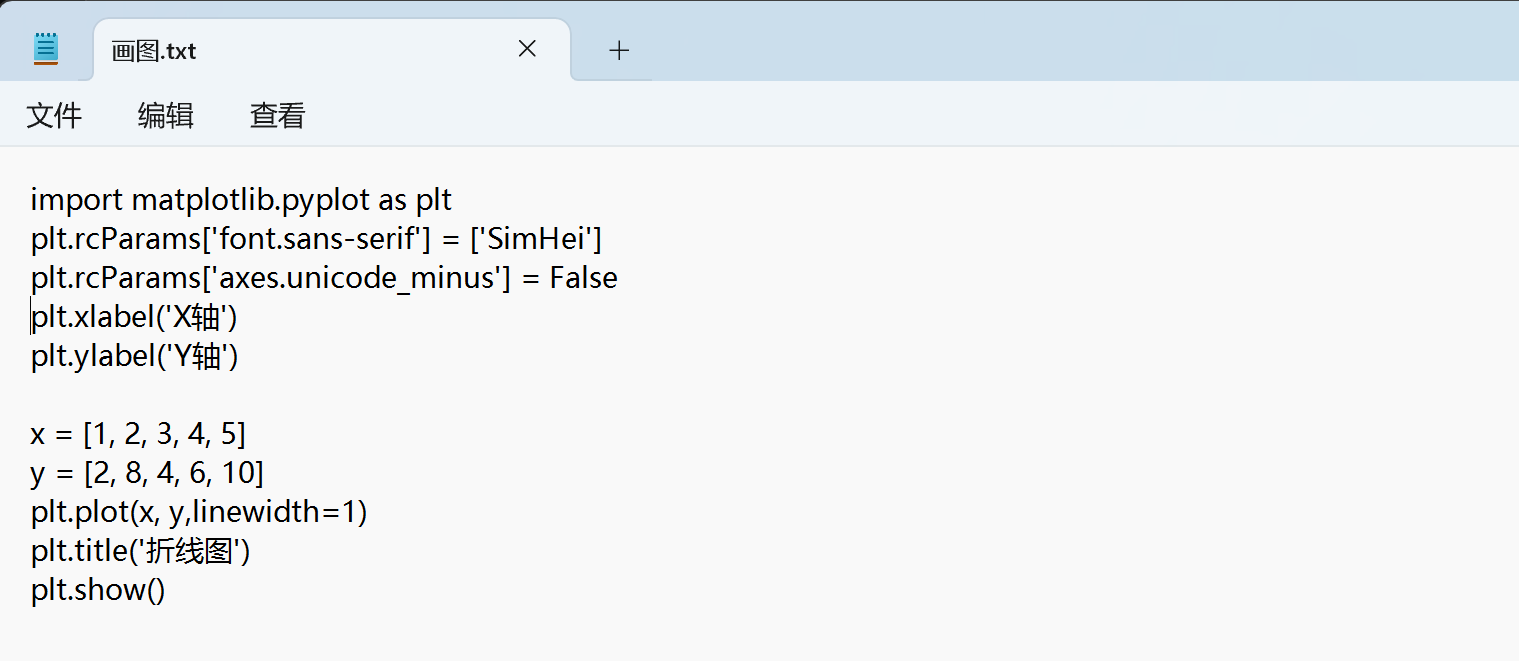 画图.txt
文件 编辑 查看
import matplotlib.pyplot as plt
plt.rcParams['font.sans-serif'] = ['SimHei']
plt.rcParams['axes.unicode_minus'] = False
plt.xlabel('X轴')
plt.ylabel('Y轴')
x = [1, 2, 3, 4, 5]
y = [2, 8, 4, 6, 10]
plt.plot(x, y,linewidth=1)
plt.title('折线图')
plt.show()